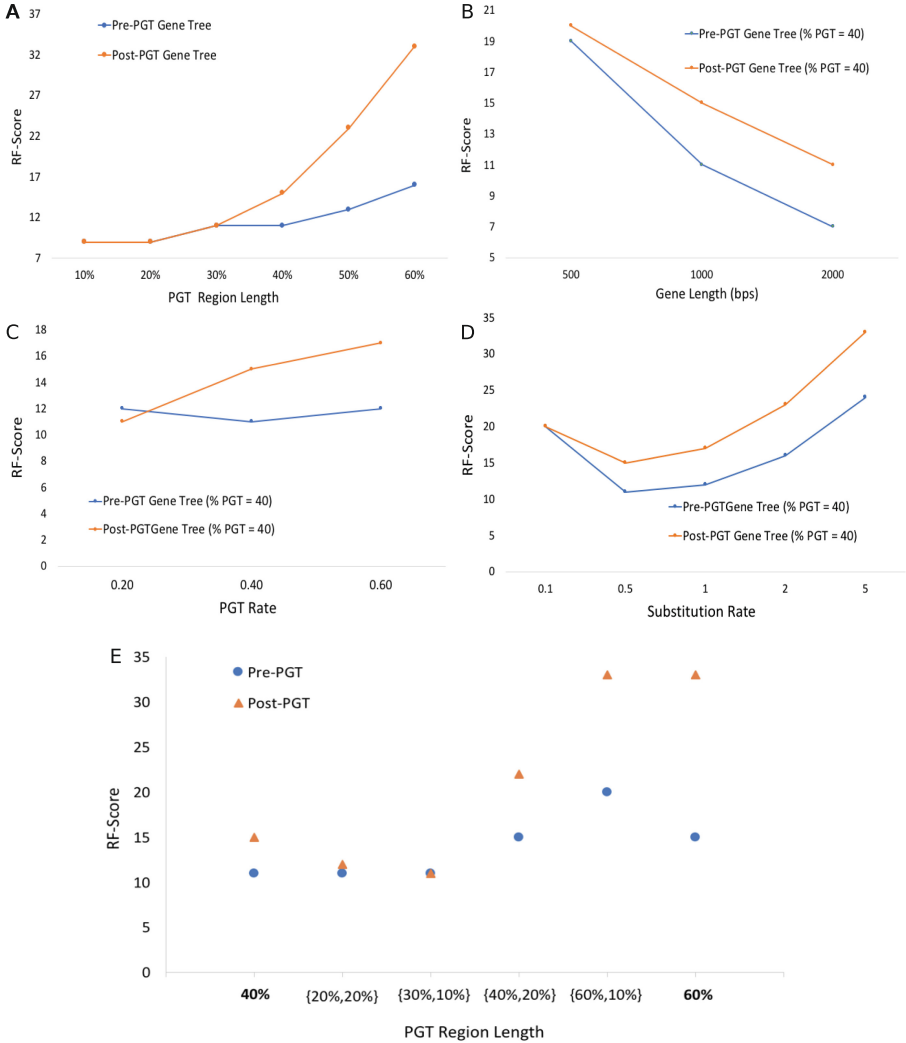 A
37
32
27
22
17
12
7
RF-Score
Pre-PGT Gene Tree
Post-PGT Gene Tree
10% 20% 30% 40% 50% 60%
PGT Region Length
B
21
19
17
15
13
11
9
7
5
RF-Score
Pre-PGT Gene Tree (% PGT = 40)
Post-PGT Gene Tree (% PGT = 40)
500 1000 2000
Gene Length (bps)
C
18
16
14
12
10
8
6
4
2
0
RF-Score
Pre-PGT Gene Tree (% PGT = 40)
Post-PGTGene Tree (% PGT = 40)
0.20 0.40 0.60
PGT Rate
D
35
30
25
20
15
10
5
0
RF-Score
Pre-PGTGene Tree (% PGT = 40)
Post-PGT Gene Tree (% PGT = 40)
0.1 0.5 1 2 5
Substitution Rate
E
35
30
25
20
15
10
5
0
RF-Score
Pre-PGT
Post-PGT
40% {20%,20%} {30%,10%} {40%,20%} {60%,10%} 60%
PGT Region Length